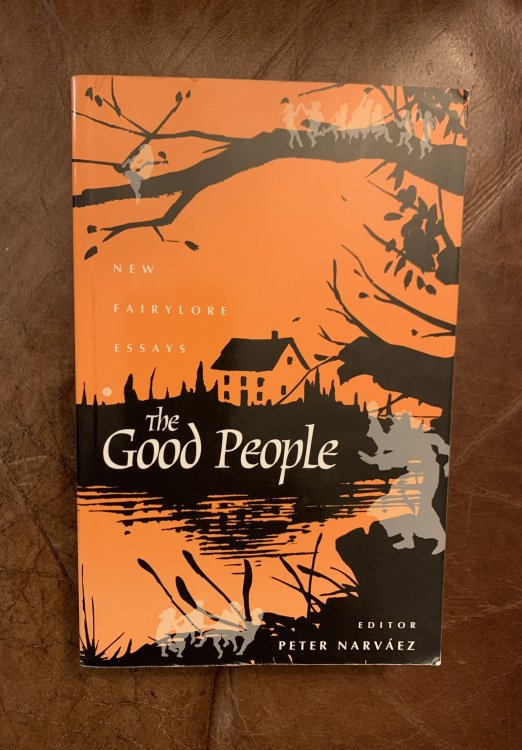 NEW
FAIRYLORE
ESSAYS
the
Good People
EDITOR
PETER NARVÁEZ